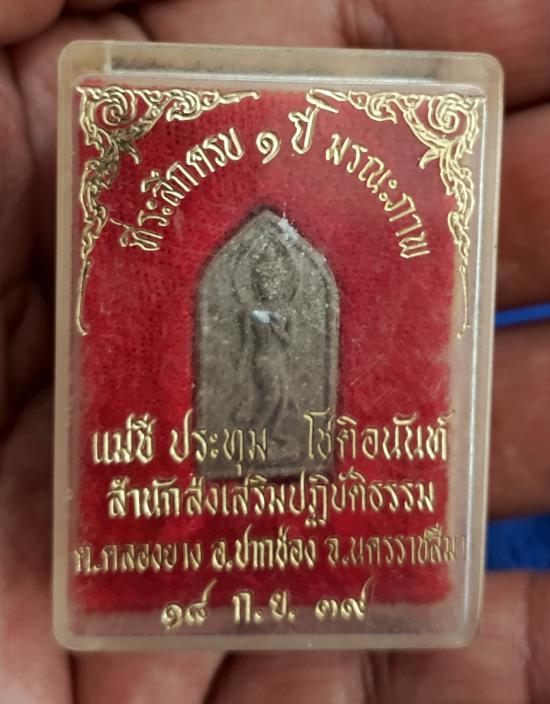 ที่ระลึกครบ ๑ ปี มรณะภาพ
แม่ชี ประทุม โชติอนันท์
สำนักส่งเสริมปฏิบัติธรรม
ต.คลองยาง อ.ปากช่อง จ.นครราชสีมา
๑๘ ก.ย. ๓๙